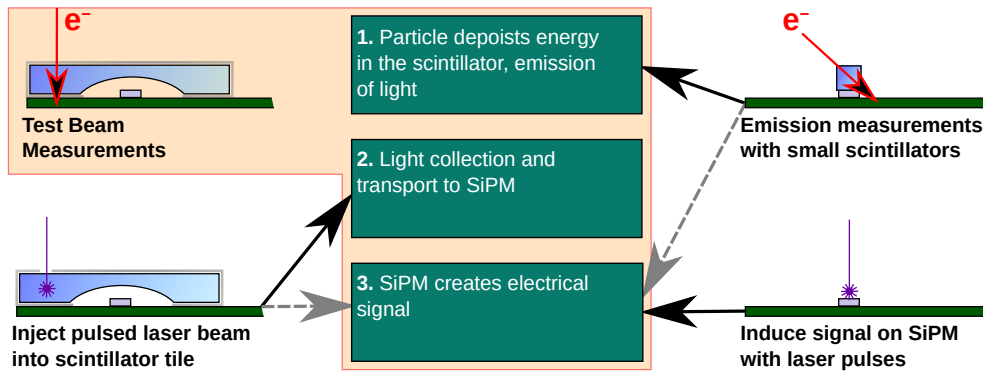 e⁻
Test Beam
Measurements
1. Particle depoists energy
in the scintillator, emission
of light
2. Light collection and
transport to SiPM
3. SiPM creates electrical
signal
e⁻
Emission measurements
with small scintillators
Inject pulsed laser beam
into scintillator tile
Induce signal on SiPM
with laser pulses